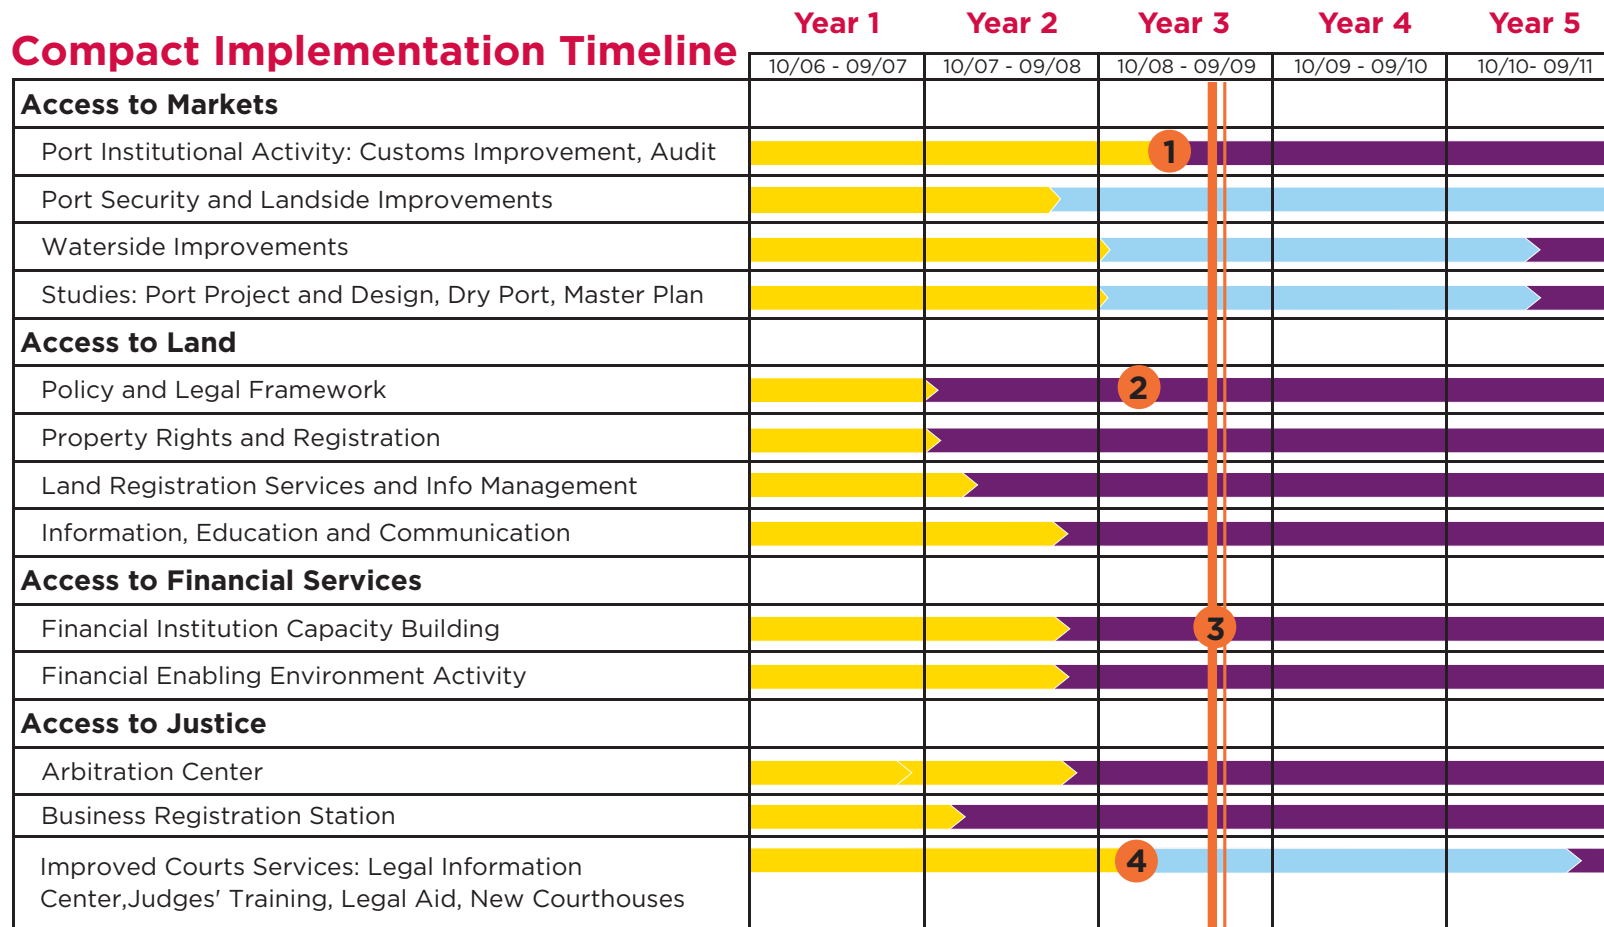 Year 1 Year 2 Year 3 Year 4 Year 5
Compact Implementation Timeline
10/06 - 09/07 10/07 - 09/08 10/08 - 09/09 10/09 - 09/10 10/10- 09/11
Access to Markets
Port Institutional Activity: Customs Improvement, Audit 1
Port Security and Landside Improvements
Waterside Improvements
Studies: Port Project and Design, Dry Port, Master Plan
Access to Land
Policy and Legal Framework 2
Property Rights and Registration
Land Registration Services and Info Management
Information, Education and Communication
Access to Financial Services
Financial Institution Capacity Building 3
Financial Enabling Environment Activity
Access to Justice
Arbitration Center
Business Registration Station
Improved Courts Services: Legal Information 4
Center,Judges' Training, Legal Aid, New Courthouses